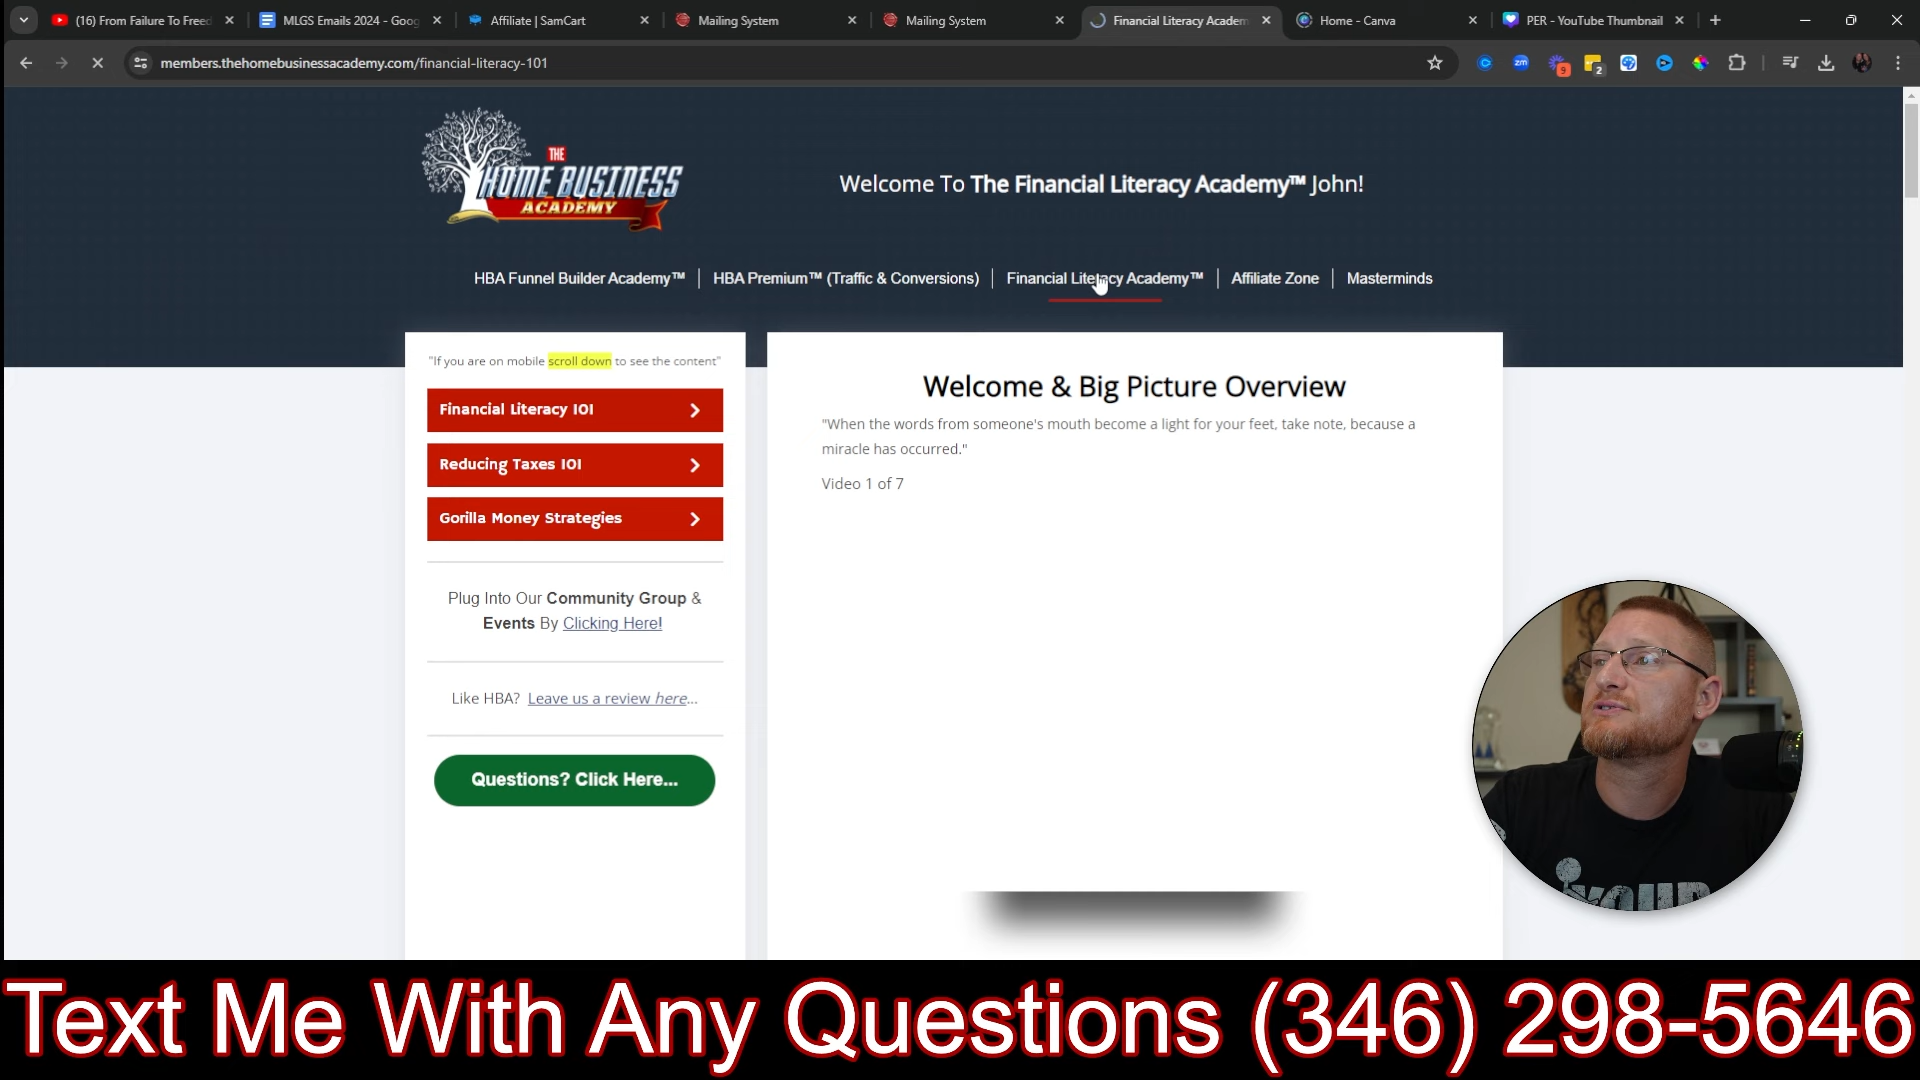 (16) From Failure To Freed
MLGS Emails 2024 - Goog
Affiliate | SamCart
Mailing System
Mailing System
Financial Literacy Academ
Home - Canva
PER - YouTube Thumbnail
members.thehomebusinessacademy.com/financial-literacy-101
zm
9
2
THE
HOME BUSINESS
ACADEMY
Welcome To The Financial Literacy Academy™ John!
HBA Funnel Builder Academy™
HBA Premium™ (Traffic & Conversions)
Financial Literacy Academy™
Affiliate Zone
Masterminds
"If you are on mobile scroll down to see the content"
Financial Literacy 101
Reducing Taxes 101
Gorilla Money Strategies
Plug Into Our Community Group &
Events By Clicking Here!
Like HBA? Leave us a review here...
Questions? Click Here...
Welcome & Big Picture Overview
"When the words from someone's mouth become a light for your feet, take note, because a
miracle has occurred."
Video 1 of 7
Text Me With Any Questions (346) 298-5646